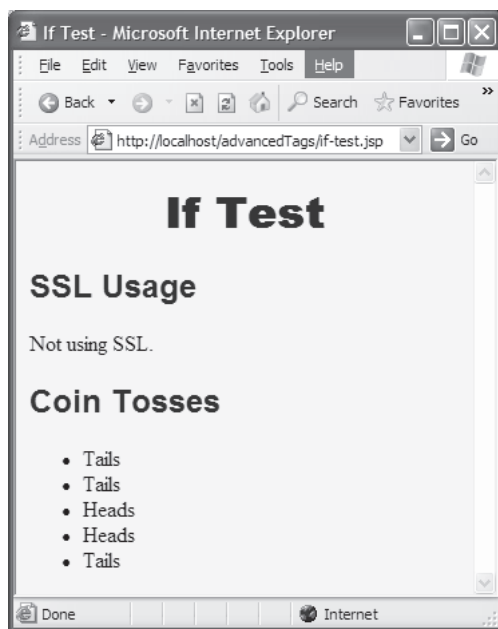 If Test - Microsoft Internet Explorer
File Edit View Favorites Tools Help
Back Search Favorites »
Address http://localhost/advancedTags/if-test.jsp Go
If Test
SSL Usage
Not using SSL.
Coin Tosses
• Tails
• Tails
• Heads
• Heads
• Tails
Done Internet